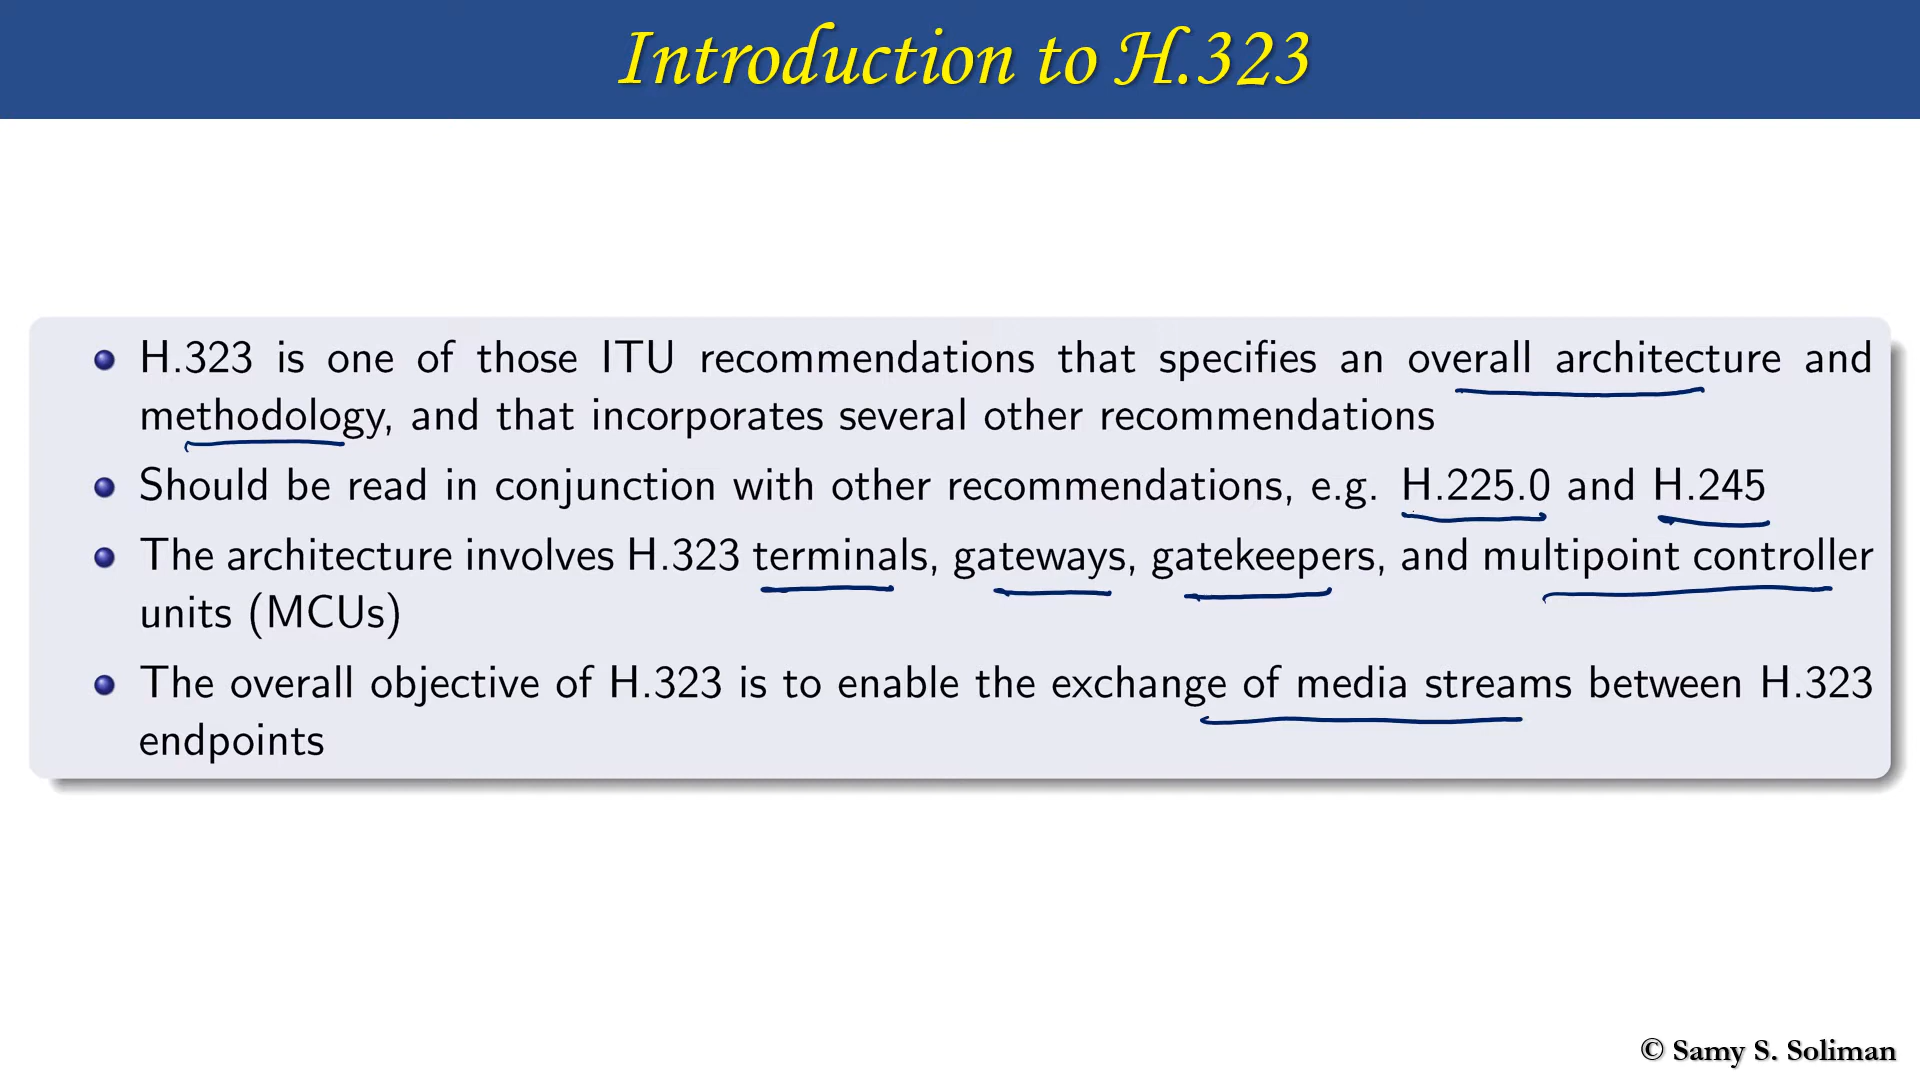 Introduction to H.323
H.323 is one of those ITU recommendations that specifies an overall architecture and
methodology, and that incorporates several other recommendations
Should be read in conjunction with other recommendations, e.g. H.225.0 and H.245
The architecture involves H.323 terminals, gateways, gatekeepers, and multipoint controller
units (MCUs)
The overall objective of H.323 is to enable the exchange of media streams between H.323
endpoints
© Samy S. Soliman